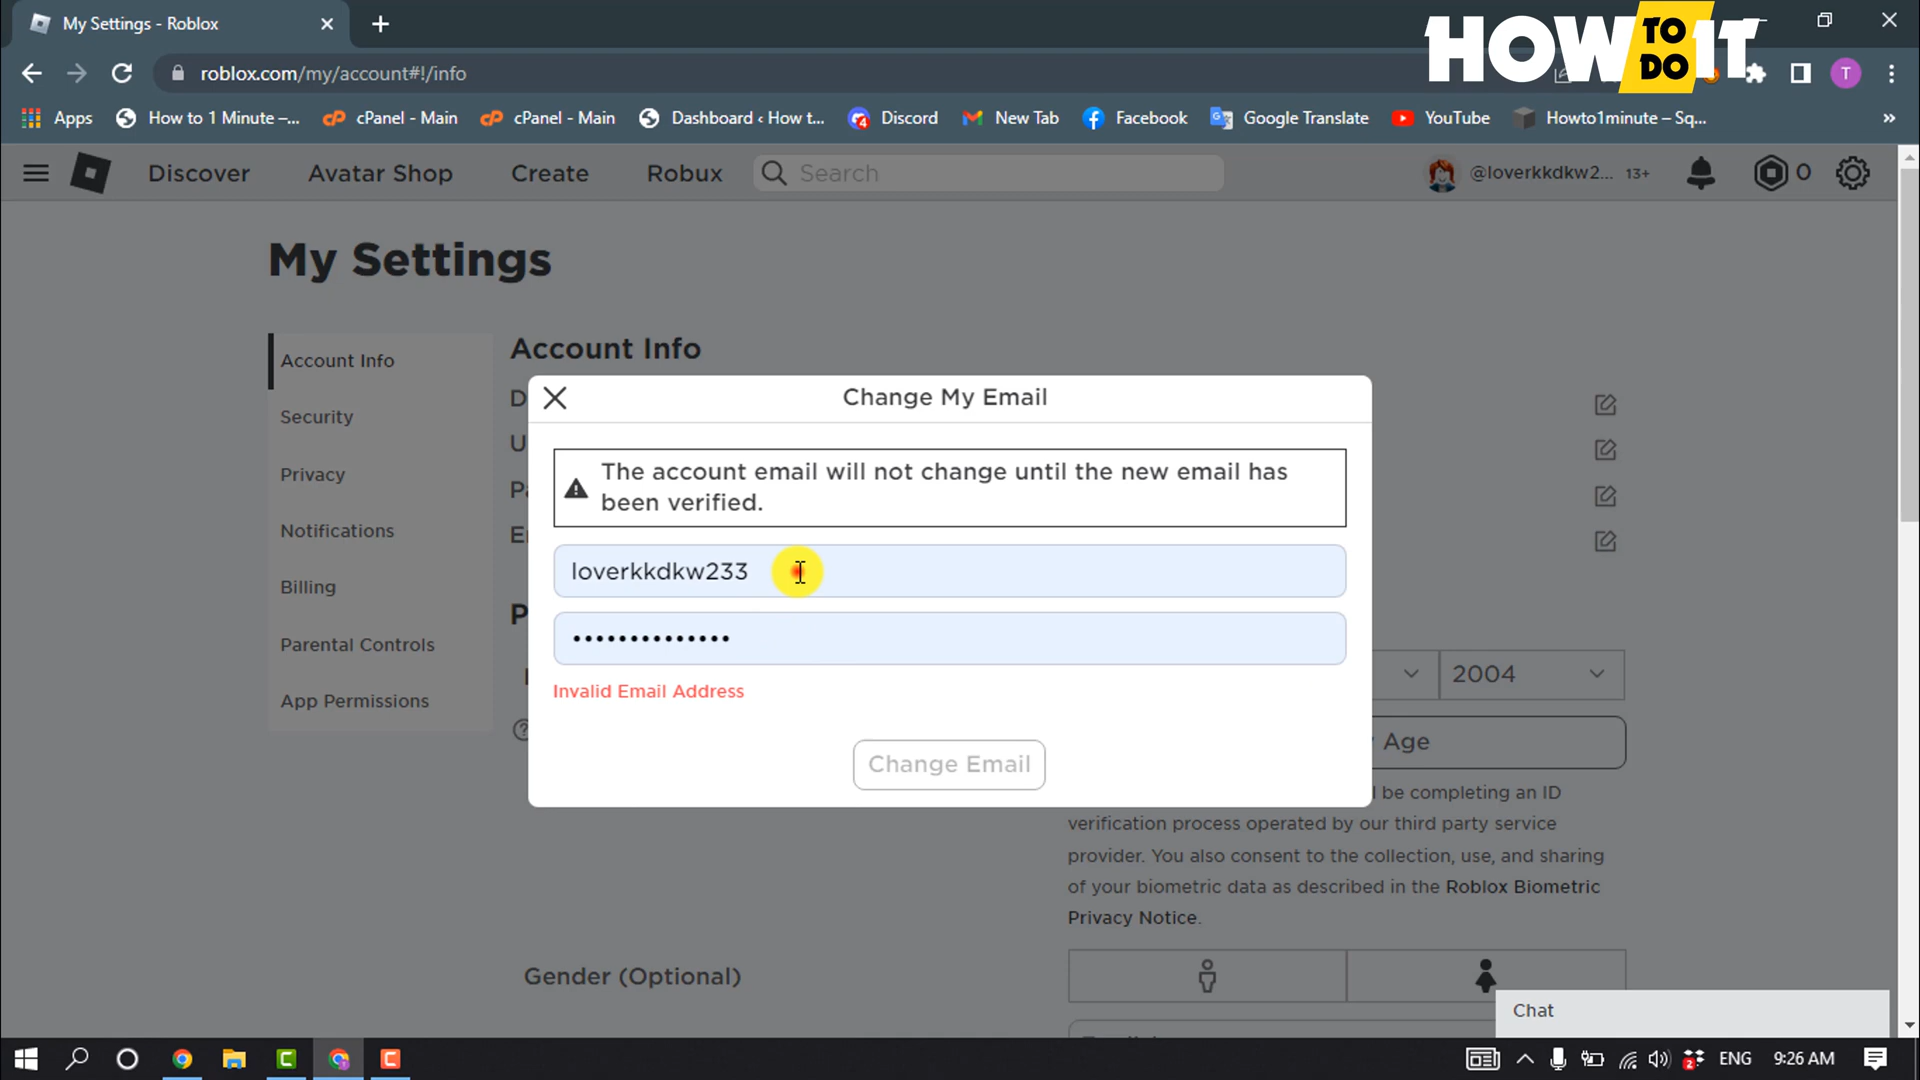 My Settings - Roblox
HOW TO DO IT
roblox.com/my/account#!/info
T
Apps
How to 1 Minute –...
cPanel - Main
cPanel - Main
Dashboard ‹ How t...
Discord
New Tab
Facebook
Google Translate
YouTube
Howto1minute – Sq...
»
Discover
Avatar Shop
Create
Robux
Search
@loverkkdkw2...
13+
0
My Settings
Account Info
Security
Privacy
Notifications
Billing
Parental Controls
App Permissions
Account Info
D
U
Pa
Er
P
Change My Email
The account email will not change until the new email has
been verified.
loverkkdkw233
••••••••••••••
Invalid Email Address
Change Email
2004
Age
l be completing an ID
verification process operated by our third party service
provider. You also consent to the collection, use, and sharing
of your biometric data as described in the Roblox Biometric
Privacy Notice.
Gender (Optional)
Chat
ENG
9:26 AM